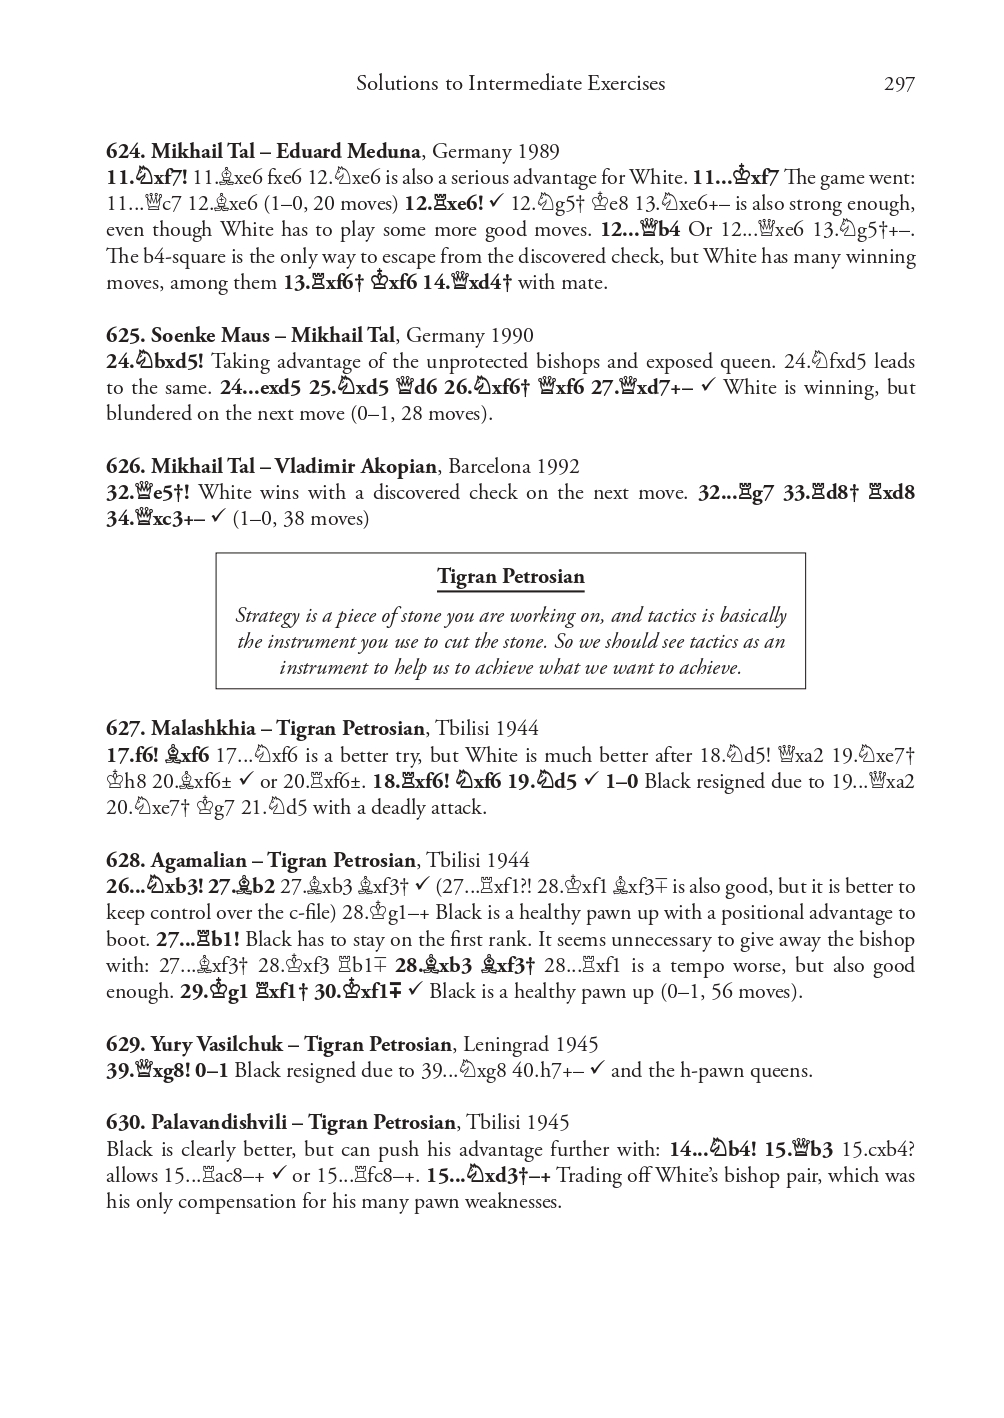 Solutions to Intermediate Exercises 297
624. Mikhail Tal – Eduard Meduna, Germany 1989
11.♘xf7! 11.♗xe6 fxe6 12.♘xe6 is also a serious advantage for White. 11...♔xf7 The game went:
11...♕c7 12.♗xe6 (1–0, 20 moves) 12.♖xe6! ✓ 12.♘g5† ♔e8 13.♘xe6+– is also strong enough,
even though White has to play some more good moves. 12...♕b4 Or 12...♕xe6 13.♘g5†+–.
The b4-square is the only way to escape from the discovered check, but White has many winning
moves, among them 13.♖xf6† ♔xf6 14.♕xd4† with mate.
625. Soenke Maus – Mikhail Tal, Germany 1990
24.♘bxd5! Taking advantage of the unprotected bishops and exposed queen. 24.♘fxd5 leads
to the same. 24...exd5 25.♘xd5 ♕d6 26.♘xf6† ♕xf6 27.♕xd7+– ✓ White is winning, but
blundered on the next move (0–1, 28 moves).
626. Mikhail Tal – Vladimir Akopian, Barcelona 1992
32.♕e5†! White wins with a discovered check on the next move. 32...♖g7 33.♖d8† ♖xd8
34.♕xc3+– ✓ (1–0, 38 moves)
Tigran Petrosian
Strategy is a piece of stone you are working on, and tactics is basically
the instrument you use to cut the stone. So we should see tactics as an
instrument to help us to achieve what we want to achieve.
627. Malashkhia – Tigran Petrosian, Tbilisi 1944
17.f6! ♗xf6 17...♘xf6 is a better try, but White is much better after 18.♘d5! ♕xa2 19.♘xe7†
♔h8 20.♗xf6± ✓ or 20.♖xf6±. 18.♖xf6! ♘xf6 19.♘d5 ✓ 1–0 Black resigned due to 19...♕xa2
20.♘xe7† ♔g7 21.♘d5 with a deadly attack.
628. Agamalian – Tigran Petrosian, Tbilisi 1944
26...♘xb3! 27.♗b2 27.♗xb3 ♗xf3† ✓ (27...♖xf1?! 28.♔xf1 ♗xf3∓ is also good, but it is better to
keep control over the c-file) 28.♔g1–+ Black is a healthy pawn up with a positional advantage to
boot. 27...♖b1! Black has to stay on the first rank. It seems unnecessary to give away the bishop
with: 27...♗xf3† 28.♔xf3 ♖b1∓ 28.♗xb3 ♗xf3† 28...♖xf1 is a tempo worse, but also good
enough. 29.♔g1 ♖xf1† 30.♔xf1∓ ✓ Black is a healthy pawn up (0–1, 56 moves).
629. Yury Vasilchuk – Tigran Petrosian, Leningrad 1945
39.♕xg8! 0–1 Black resigned due to 39...♘xg8 40.h7+– ✓ and the h-pawn queens.
630. Palavandishvili – Tigran Petrosian, Tbilisi 1945
Black is clearly better, but can push his advantage further with: 14...♘b4! 15.♕b3 15.cxb4?
allows 15...♖ac8–+ ✓ or 15...♖fc8–+. 15...♘xd3†–+ Trading off White’s bishop pair, which was
his only compensation for his many pawn weaknesses.